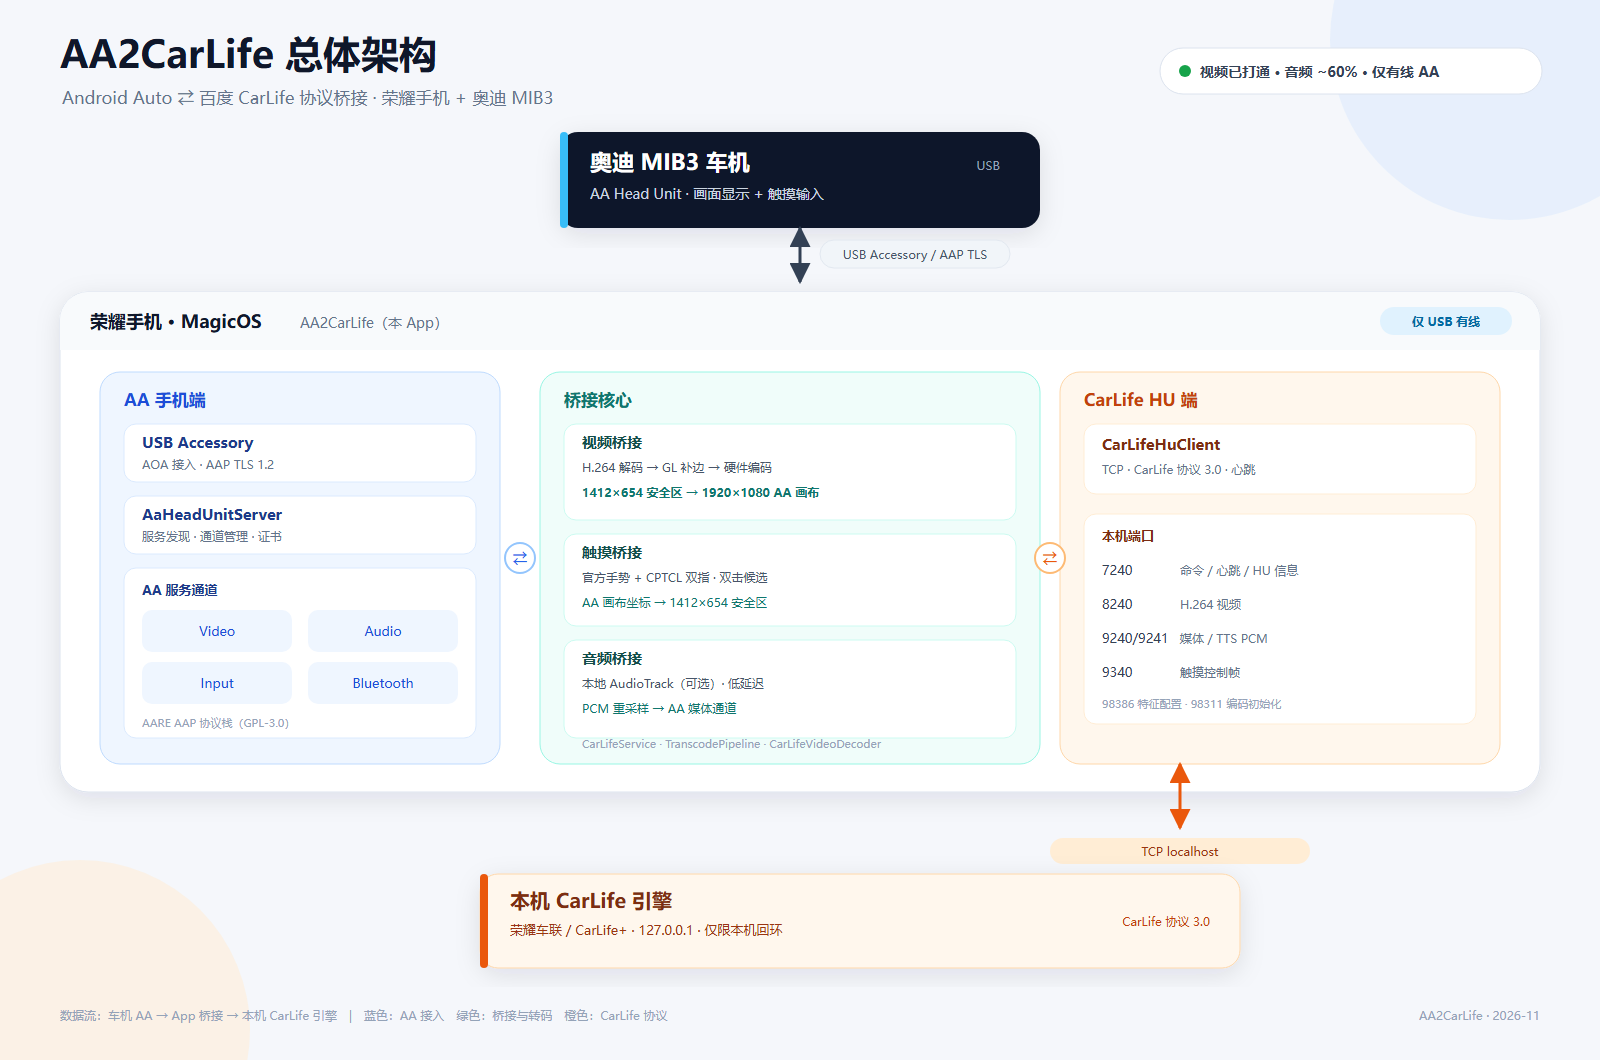 AA2CarLife 总体架构
Android Auto ⇄ 百度 CarLife 协议桥接 · 荣耀手机 + 奥迪 MIB3
视频已打通 • 音频 ~60% • 仅有线 AA
奥迪 MIB3 车机
USB
AA Head Unit · 画面显示 + 触摸输入
USB Accessory / AAP TLS
荣耀手机 • MagicOS
AA2CarLife（本 App）
仅 USB 有线
AA 手机端
USB Accessory
AOA 接入 · AAP TLS 1.2
AaHeadUnitServer
服务发现 · 通道管理 · 证书
AA 服务通道
Video
Audio
Input
Bluetooth
AARE AAP 协议栈（GPL-3.0）
⇄
桥接核心
视频桥接
H.264 解码 → GL 补边 → 硬件编码
1412×654 安全区 → 1920×1080 AA 画布
触摸桥接
官方手势 + CPTCL 双指 · 双击候选
AA 画布坐标 → 1412×654 安全区
音频桥接
本地 AudioTrack（可选）· 低延迟
PCM 重采样 → AA 媒体通道
CarLifeService · TranscodePipeline · CarLifeVideoDecoder
⇄
CarLife HU 端
CarLifeHuClient
TCP · CarLife 协议 3.0 · 心跳
本机端口
7240 命令 / 心跳 / HU 信息
8240 H.264 视频
9240/9241 媒体 / TTS PCM
9340 触摸控制帧
98386 特征配置 · 98311 编码初始化
TCP localhost
本机 CarLife 引擎
荣耀车联 / CarLife+ · 127.0.0.1 · 仅限本机回环
CarLife 协议 3.0
数据流：车机 AA → App 桥接 → 本机 CarLife 引擎 | 蓝色：AA 接入 绿色：桥接与转码 橙色：CarLife 协议
AA2CarLife · 2026-11